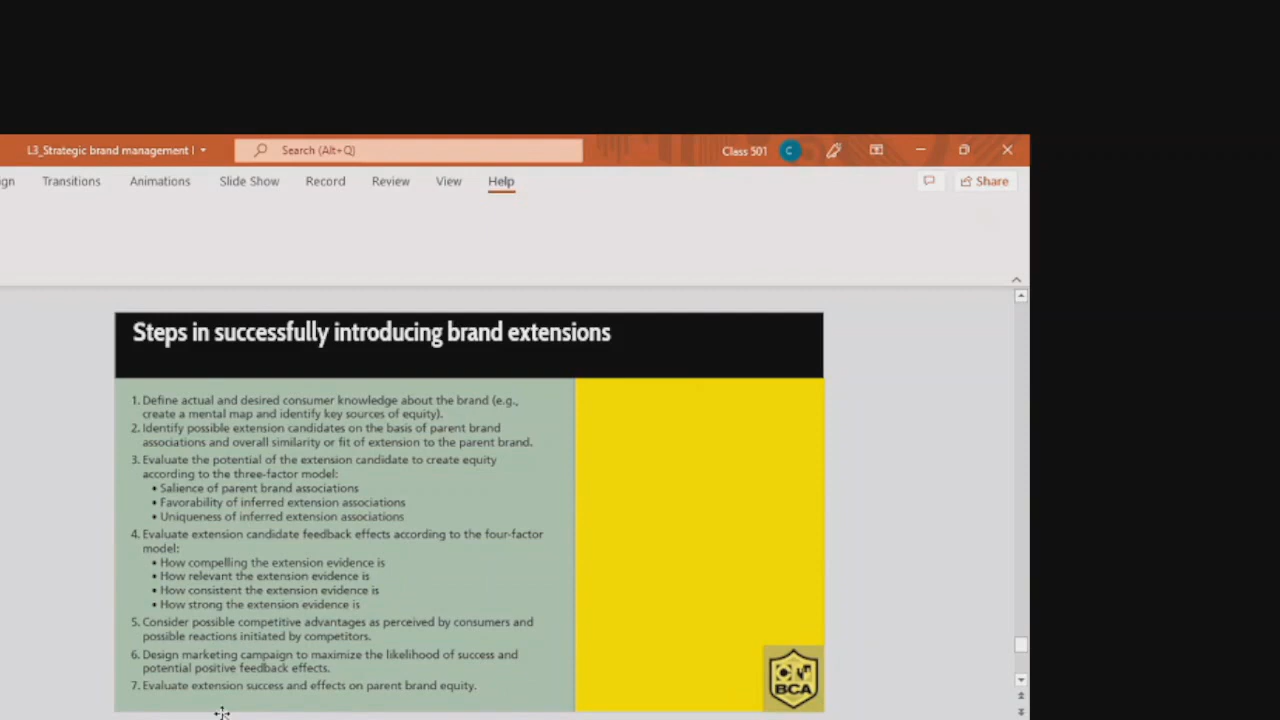 L3_Strategic brand management I
Search (Alt+Q)
Class 501
C
gn
Transitions
Animations
Slide Show
Record
Review
View
Help
Share
Steps in successfully introducing brand extensions
1. Define actual and desired consumer knowledge about the brand (e.g.,
create a mental map and identify key sources of equity).
2. Identify possible extension candidates on the basis of parent brand
associations and overall similarity or fit of extension to the parent brand.
3. Evaluate the potential of the extension candidate to create equity
according to the three-factor model:
• Salience of parent brand associations
• Favorability of inferred extension associations
• Uniqueness of inferred extension associations
4. Evaluate extension candidate feedback effects according to the four-factor
model:
• How compelling the extension evidence is
• How relevant the extension evidence is
• How consistent the extension evidence is
• How strong the extension evidence is
5. Consider possible competitive advantages as perceived by consumers and
possible reactions initiated by competitors.
6. Design marketing campaign to maximize the likelihood of success and
potential positive feedback effects.
7. Evaluate extension success and effects on parent brand equity.
BCA